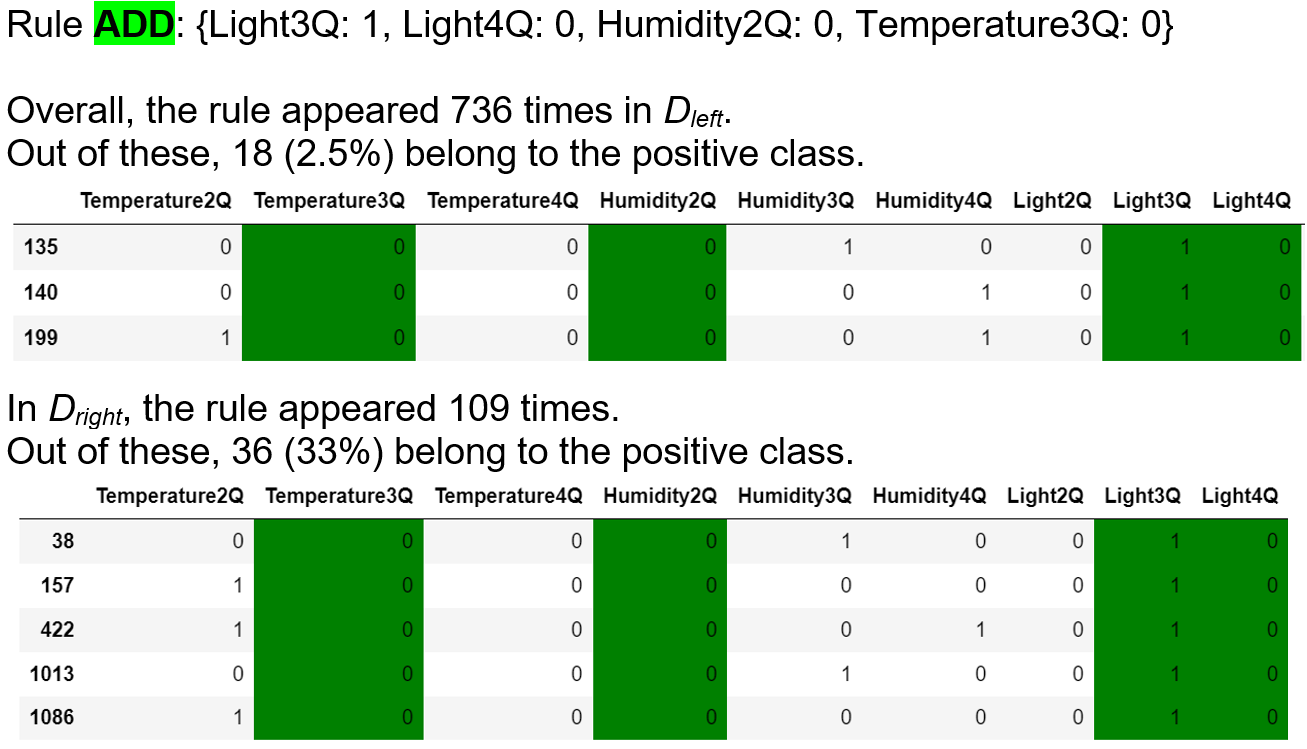 Rule ADD: {Light3Q: 1, Light4Q: 0, Humidity2Q: 0, Temperature3Q: 0}
Overall, the rule appeared 736 times in Dleft.
Out of these, 18 (2.5%) belong to the positive class.
Temperature2Q Temperature3Q Temperature4Q Humidity2Q Humidity3Q Humidity4Q Light2Q Light3Q Light4Q
135 0 0 0 0 1 0 0 1 0
140 0 0 0 0 0 1 0 1 0
199 1 0 0 0 0 1 0 1 0
In Dright, the rule appeared 109 times.
Out of these, 36 (33%) belong to the positive class.
Temperature2Q Temperature3Q Temperature4Q Humidity2Q Humidity3Q Humidity4Q Light2Q Light3Q Light4Q
38 0 0 0 0 1 0 0 1 0
157 1 0 0 0 0 0 0 1 0
422 1 0 0 0 0 1 0 1 0
1013 0 0 0 0 1 0 0 1 0
1086 1 0 0 0 0 0 0 1 0